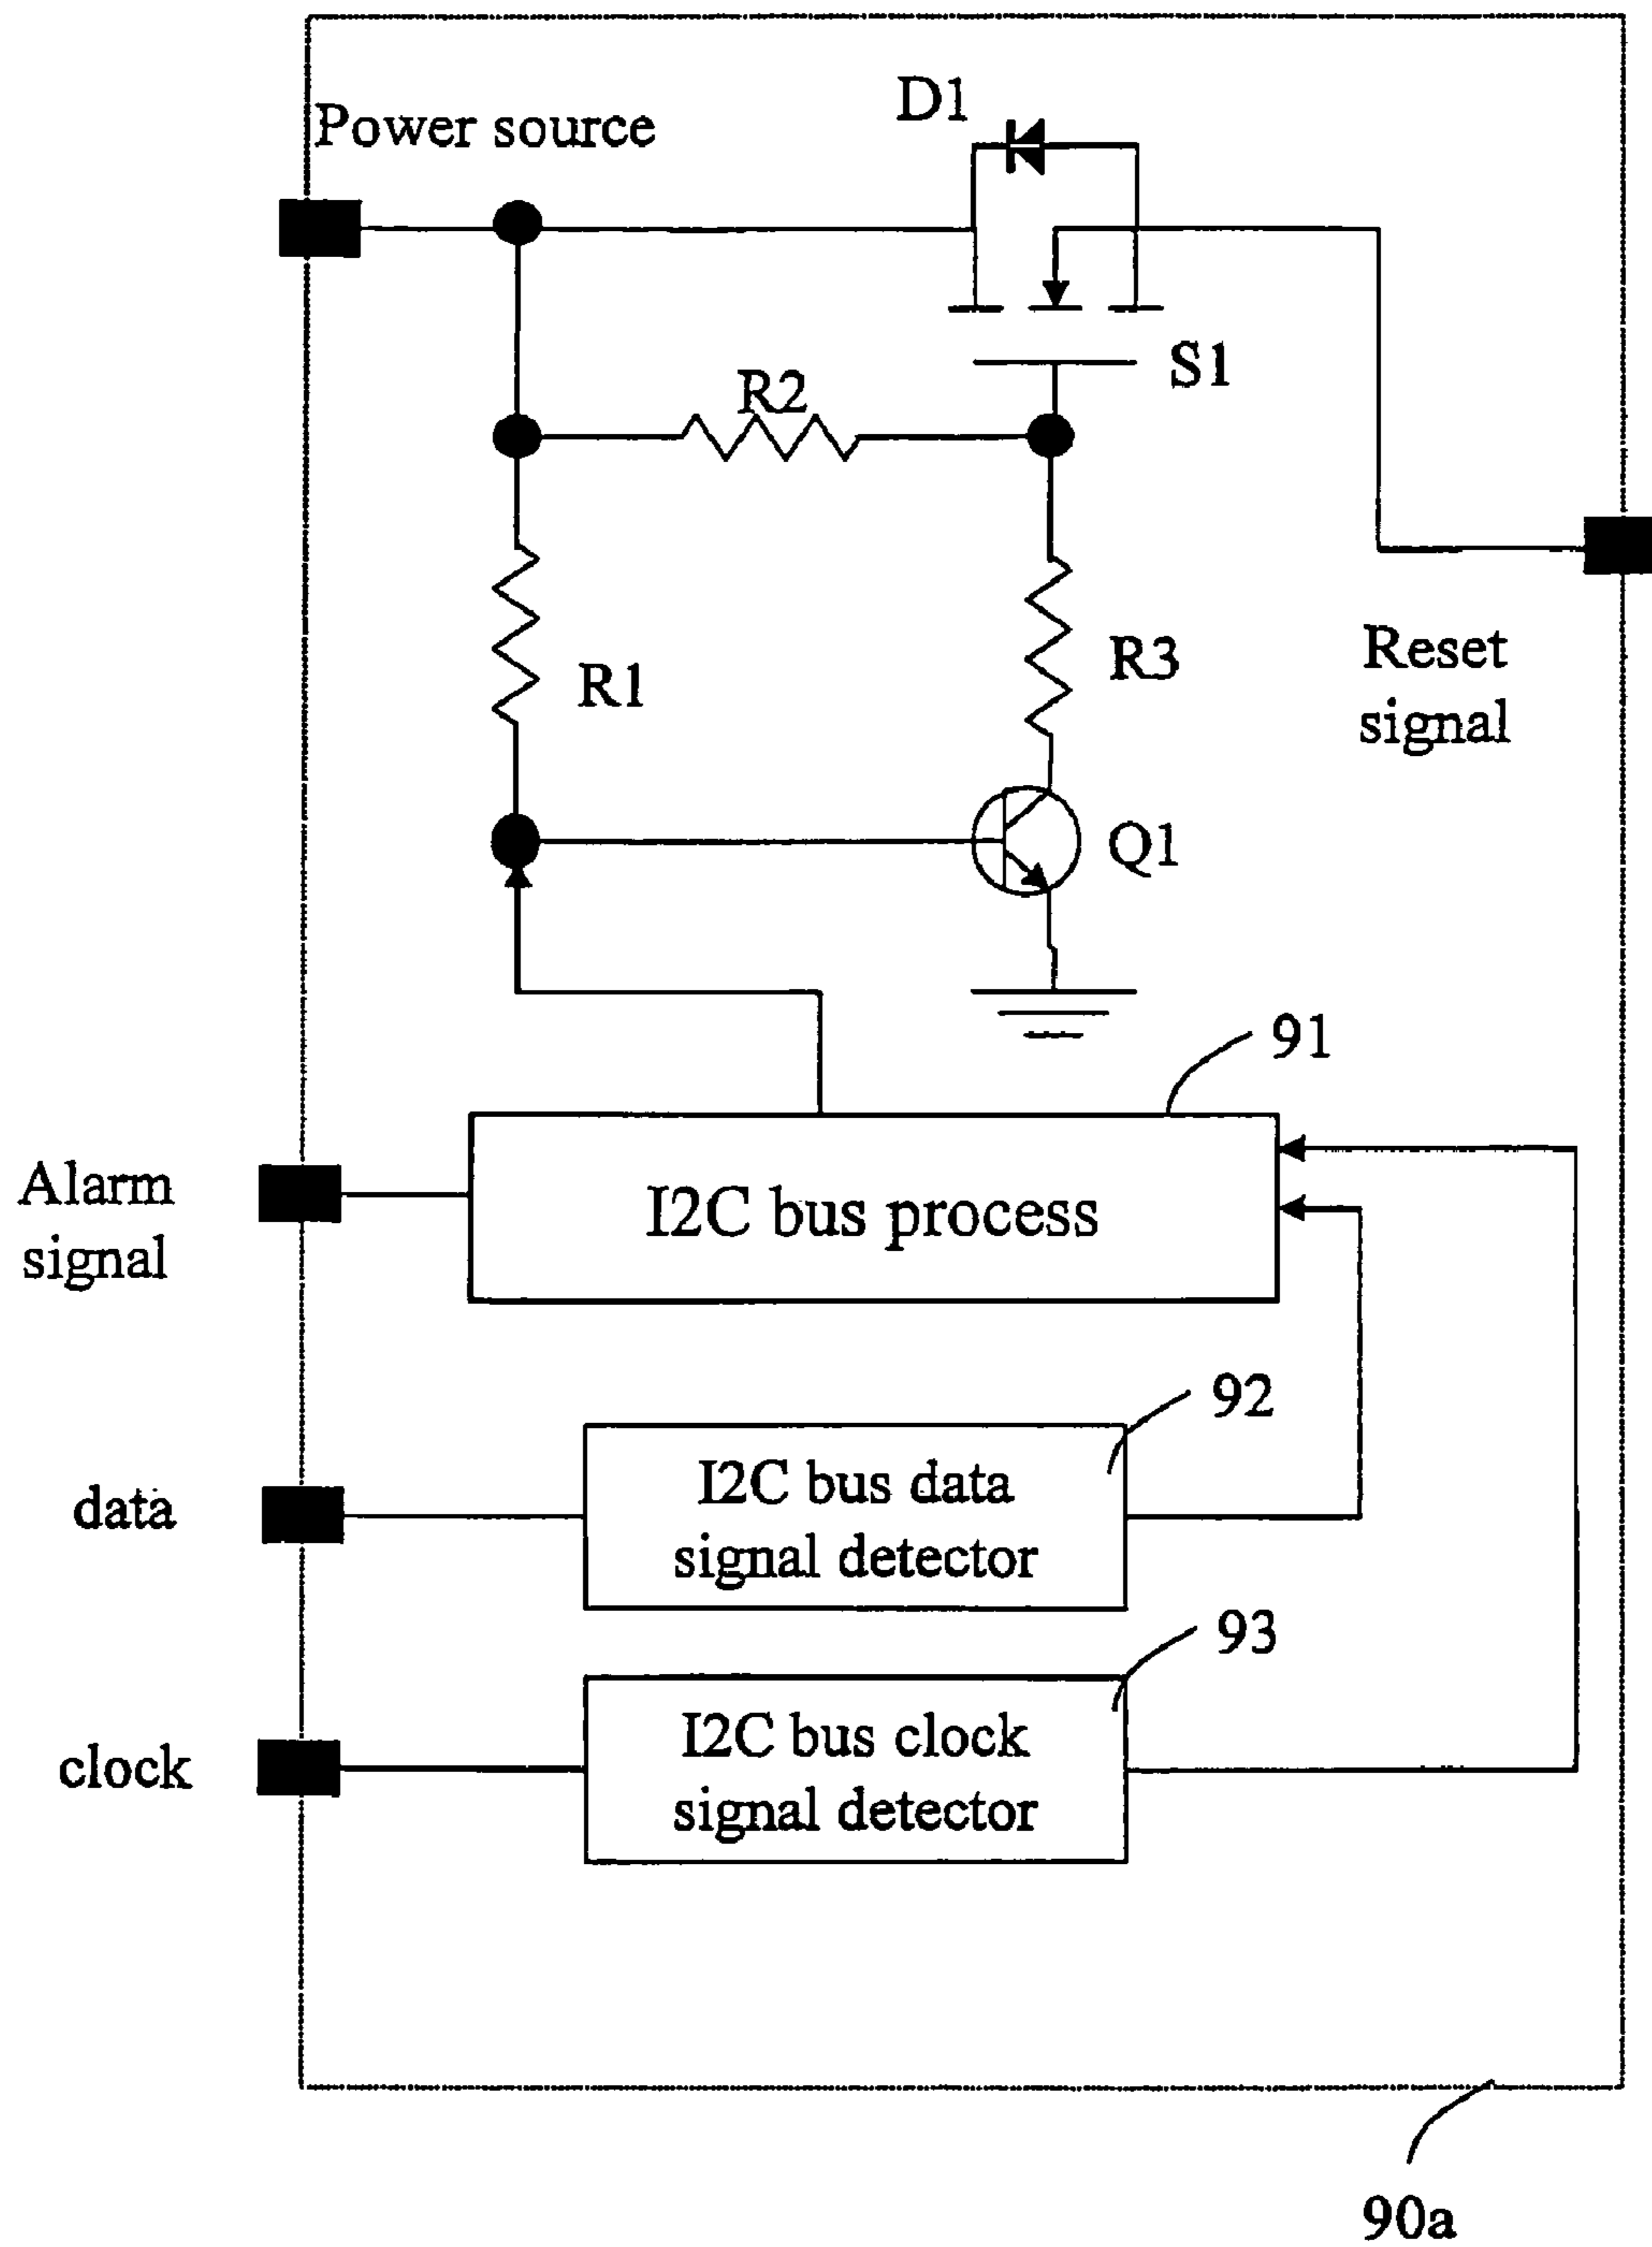 D1
Power source
S1
R2
R1
R3
Reset
signal
Q1
91
Alarm
signal
I2C bus process
92
data
I2C bus data
signal detector
93
clock
I2C bus clock
signal detector
90a